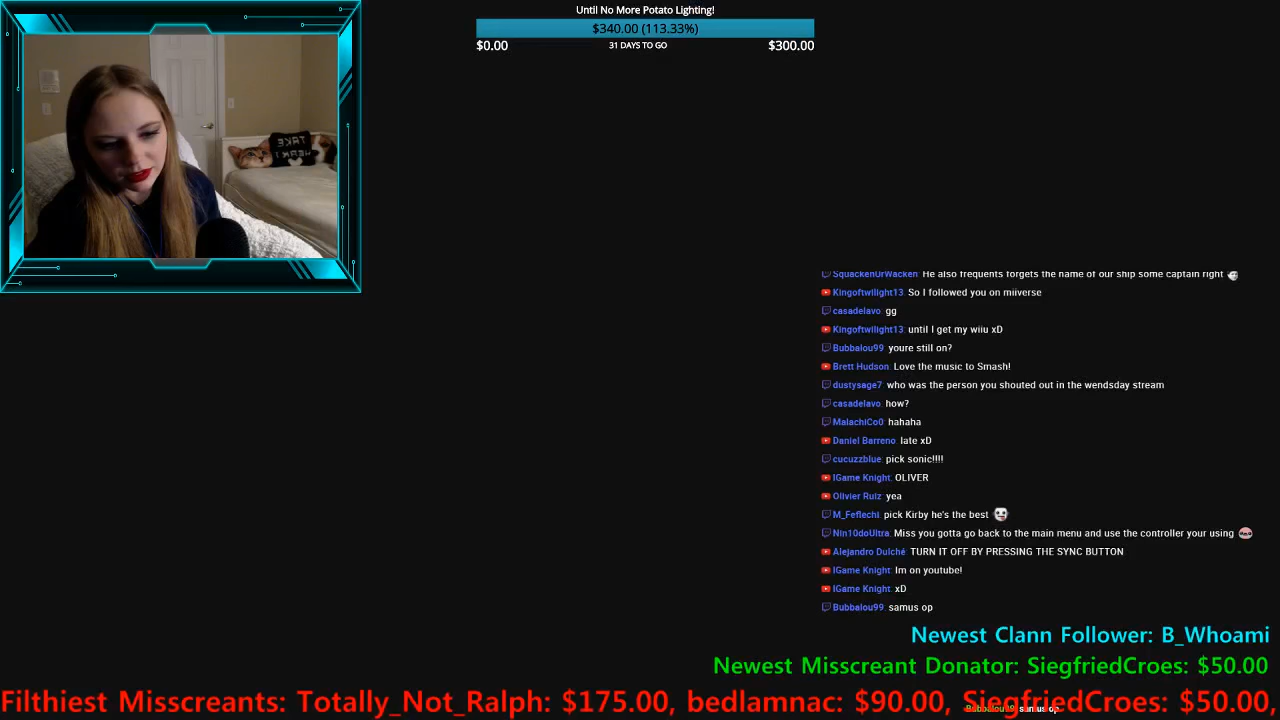 Until No More Potato Lighting!
$340.00 (113.33%)
$0.00 31 DAYS TO GO $300.00
TAKE
HEART
SquackenUrWacken: He also frequents forgets the name of our ship some captain right
Kingoftwilight13: So I followed you on miiverse
casadelavo: gg
Kingoftwilight13: until I get my wiiu xD
Bubbalou99: youre still on?
Brett Hudson: Love the music to Smash!
dustysage7: who was the person you shouted out in the wendsday stream
casadelavo: how?
MalachiCo0: hahaha
Daniel Barreno: late xD
cucuzzblue: pick sonic!!!!
IGame Knight: OLIVER
Olivier Ruiz: yea
M_Feflechi: pick Kirby he's the best
Nin10doUltra: Miss you gotta go back to the main menu and use the controller your using
Alejandro Dulché: TURN IT OFF BY PRESSING THE SYNC BUTTON
IGame Knight: Im on youtube!
IGame Knight: xD
Bubbalou99: samus op
Newest Clann Follower: B_Whoami
Newest Misscreant Donator: SiegfriedCroes: $50.00
Filthiest Misscreants: Totally_Not_Ralph: $175.00, bedlamnac: $90.00, SiegfriedCroes: $50.00,
Bubbalou99: samus op